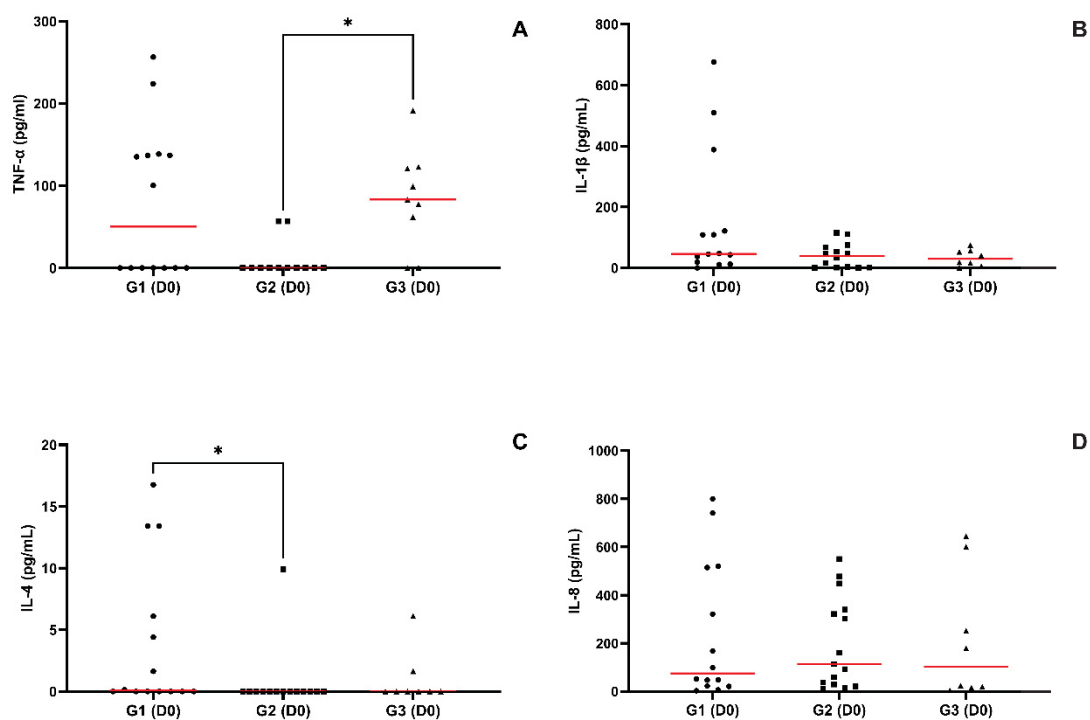 A
*
TNF-α (pg/ml)
300
200
100
0
G1 (D0) G2 (D0) G3 (D0)
B
IL-1β (pg/mL)
800
600
400
200
0
G1 (D0) G2 (D0) G3 (D0)
C
*
IL-4 (pg/mL)
20
15
10
5
0
G1 (D0) G2 (D0) G3 (D0)
D
IL-8 (pg/mL)
1000
800
600
400
200
0
G1 (D0) G2 (D0) G3 (D0)